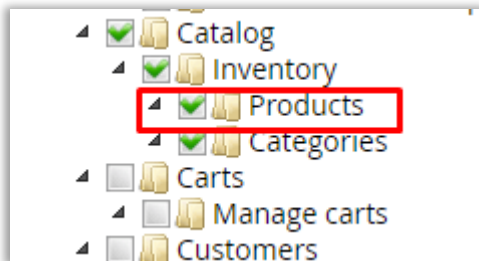 Catalog
Inventory
Products
Categories
Carts
Manage carts
Customers